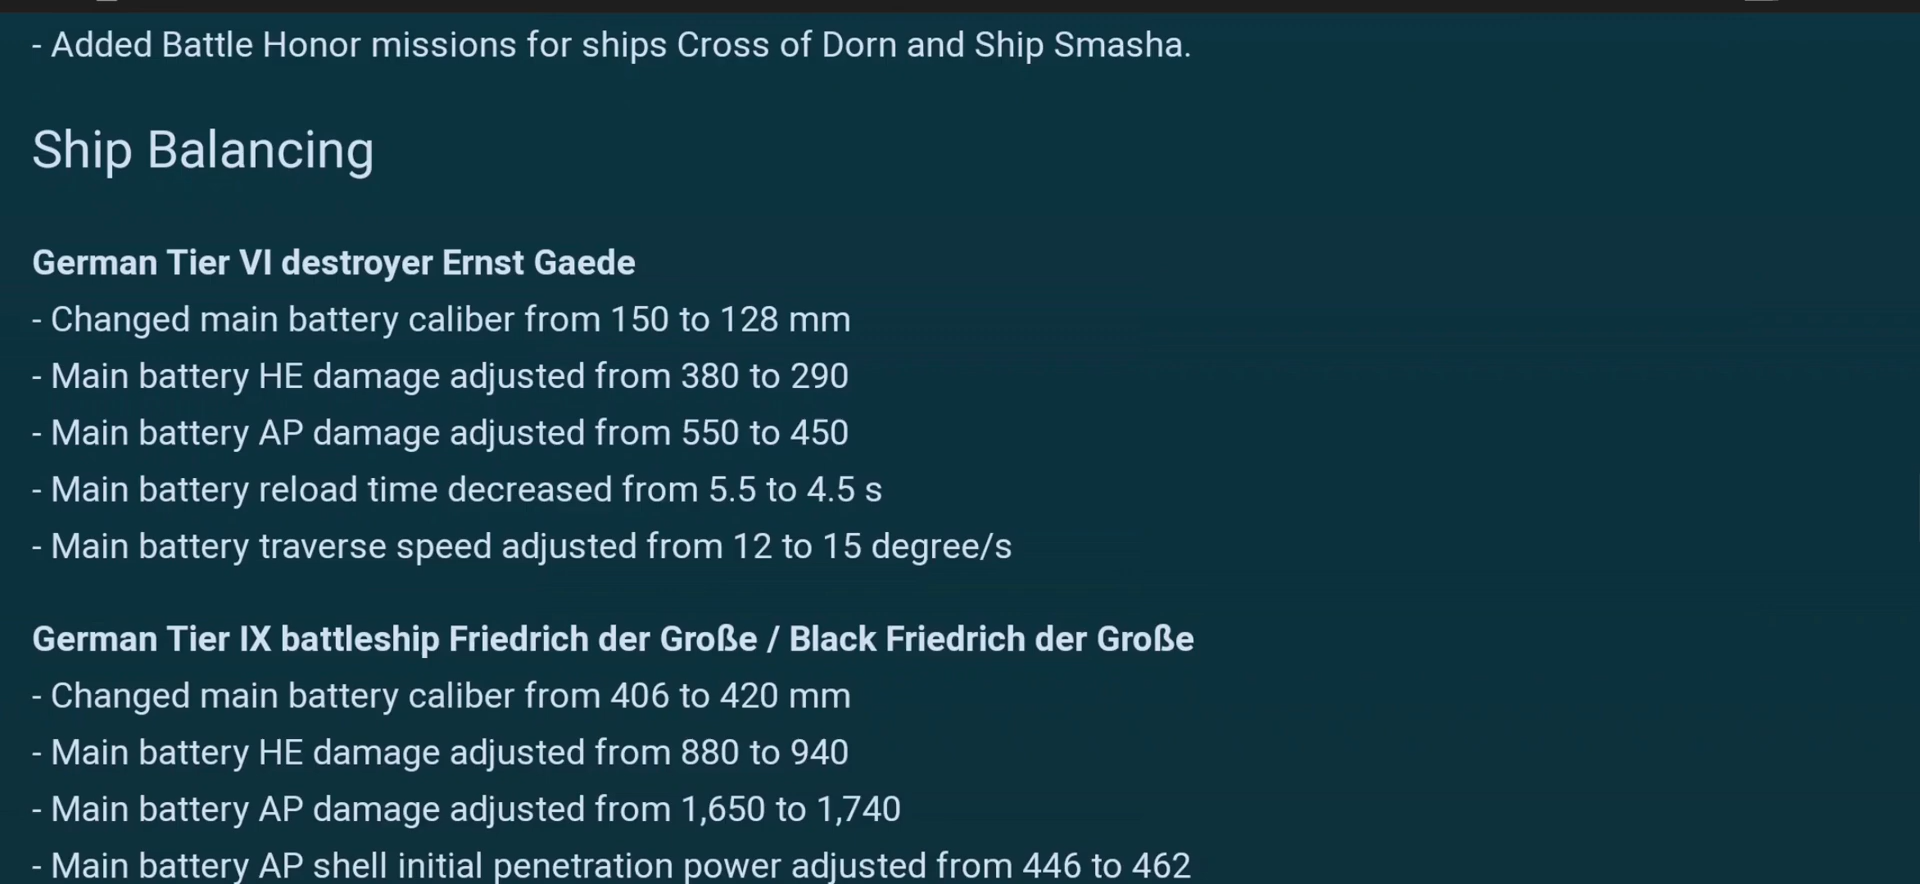 - Added Battle Honor missions for ships Cross of Dorn and Ship Smasha.
Ship Balancing
German Tier VI destroyer Ernst Gaede
- Changed main battery caliber from 150 to 128 mm
- Main battery HE damage adjusted from 380 to 290
- Main battery AP damage adjusted from 550 to 450
- Main battery reload time decreased from 5.5 to 4.5 s
- Main battery traverse speed adjusted from 12 to 15 degree/s
German Tier IX battleship Friedrich der Große / Black Friedrich der Große
- Changed main battery caliber from 406 to 420 mm
- Main battery HE damage adjusted from 880 to 940
- Main battery AP damage adjusted from 1,650 to 1,740
- Main battery AP shell initial penetration power adjusted from 446 to 462